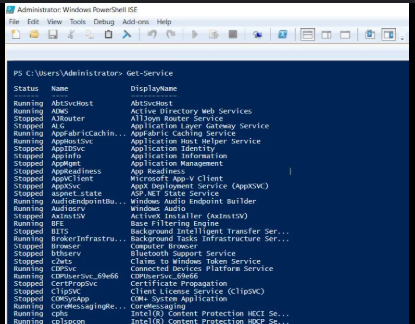 Administrator: Windows PowerShell ISE
File Edit View Tools Debug Add-ons Help
PS C:\Users\Administrator> Get-Service
Status Name DisplayName
------ ---- -----------
Running AbtSvcHost AbtSvcHost
Running ADWS Active Directory Web Services
Stopped AJRouter AllJoyn Router Service
Stopped ALG Application Layer Gateway Service
Running AppFabricCachin... AppFabric Caching Service
Running AppHostSvc Application Host Helper Service
Stopped AppIDSvc Application Identity
Stopped Appinfo Application Information
Stopped AppMgmt Application Management
Stopped AppReadiness App Readiness
Stopped AppVClient Microsoft App-V Client
Stopped AppXSvc AppX Deployment Service (AppXSVC)
Stopped aspnet_state ASP.NET State Service
Running AudioEndpointBu... Windows Audio Endpoint Builder
Running Audiosrv Windows Audio
Stopped AxInstSV ActiveX Installer (AxInstSV)
Running BFE Base Filtering Engine
Stopped BITS Background Intelligent Transfer Ser...
Running BrokerInfrastru... Background Tasks Infrastructure Ser...
Stopped Browser Computer Browser
Stopped bthserv Bluetooth Support Service
Stopped c2wts Claims to Windows Token Service
Running CDPSvc Connected Devices Platform Service
Running CDPUserSvc_69e66 CDPUserSvc_69e66
Stopped CertPropSvc Certificate Propagation
Stopped ClipSVC Client License Service (ClipSVC)
Stopped COMSysApp COM+ System Application
Running CoreMessagingRe... CoreMessaging
Running cphs Intel(R) Content Protection HECI Se...
Running cplspcon Intel(R) Content Protection HDCP Se...